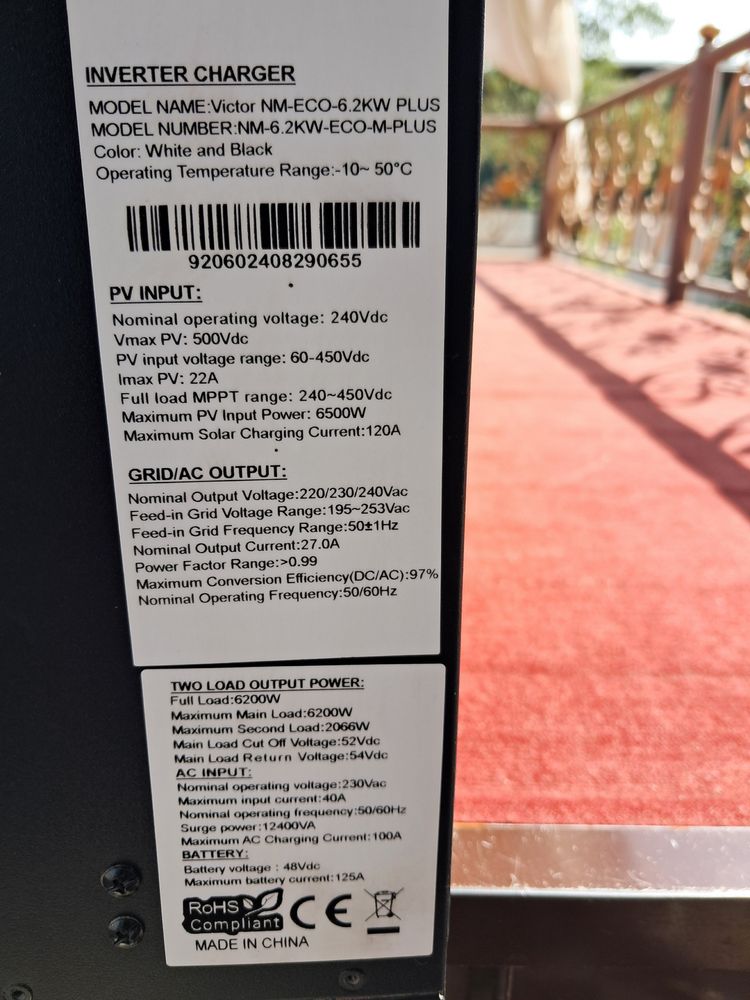 INVERTER CHARGER
MODEL NAME:Victor NM-ECO-6.2KW PLUS
MODEL NUMBER:NM-6.2KW-ECO-M-PLUS
Color: White and Black
Operating Temperature Range:-10~ 50°C
920602408290655
PV INPUT:
Nominal operating voltage: 240Vdc
Vmax PV: 500Vdc
PV input voltage range: 60-450Vdc
Imax PV: 22A
Full load MPPT range: 240~450Vdc
Maximum PV Input Power: 6500W
Maximum Solar Charging Current:120A
GRID/AC OUTPUT:
Nominal Output Voltage:220/230/240Vac
Feed-in Grid Voltage Range:195~253Vac
Feed-in Grid Frequency Range:50±1Hz
Nominal Output Current:27.0A
Power Factor Range:>0.99
Maximum Conversion Efficiency(DC/AC):97%
Nominal Operating Frequency:50/60Hz
TWO LOAD OUTPUT POWER:
Full Load:6200W
Maximum Main Load:6200W
Maximum Second Load:2066W
Main Load Cut Off Voltage:52Vdc
Main Load Return Voltage:54Vdc
AC INPUT:
Nominal operating voltage:230Vac
Maximum input current:40A
Nominal operating frequency:50/60Hz
Surge power:12400VA
Maximum AC Charging Current:100A
BATTERY:
Battery voltage : 48Vdc
Maximum battery current:125A
RoHS
Compliant CE
MADE IN CHINA